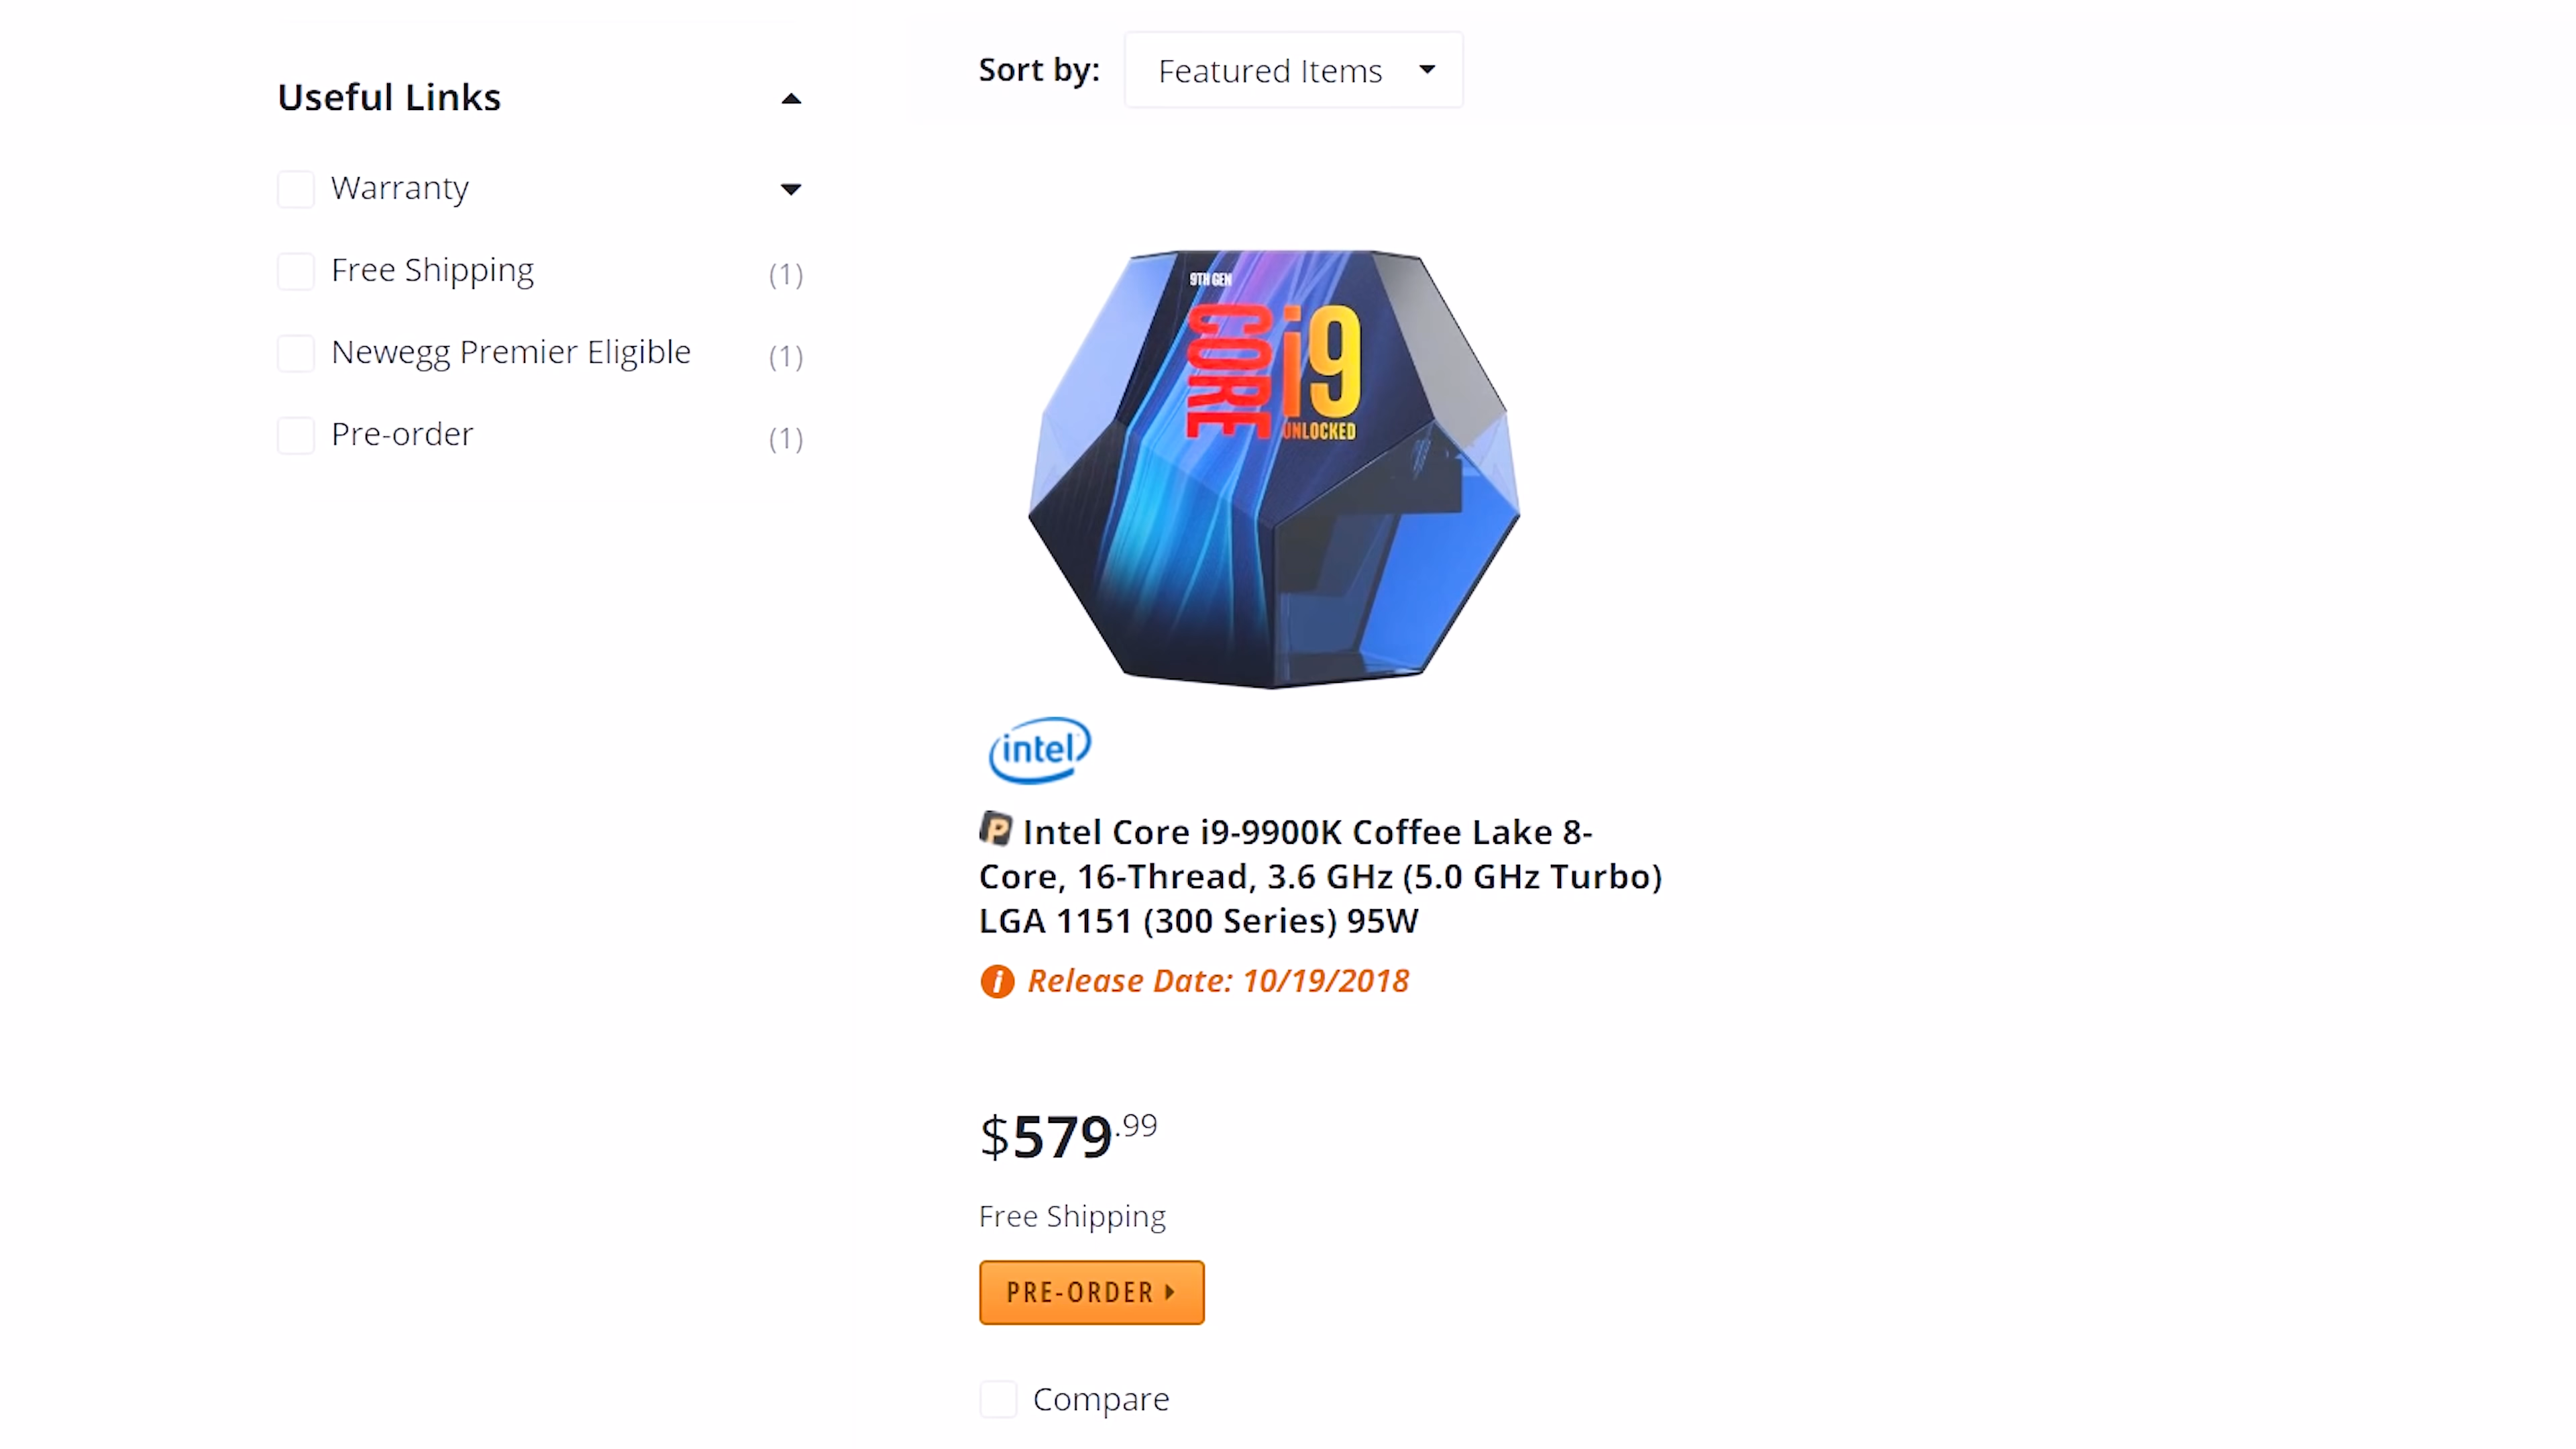 Useful Links
Warranty
Free Shipping (1)
Newegg Premier Eligible (1)
Pre-order (1)
Sort by: Featured Items
9TH GEN
CORE i9
UNLOCKED
intel
P Intel Core i9-9900K Coffee Lake 8-
Core, 16-Thread, 3.6 GHz (5.0 GHz Turbo)
LGA 1151 (300 Series) 95W
i Release Date: 10/19/2018
$579.99
Free Shipping
PRE-ORDER
Compare